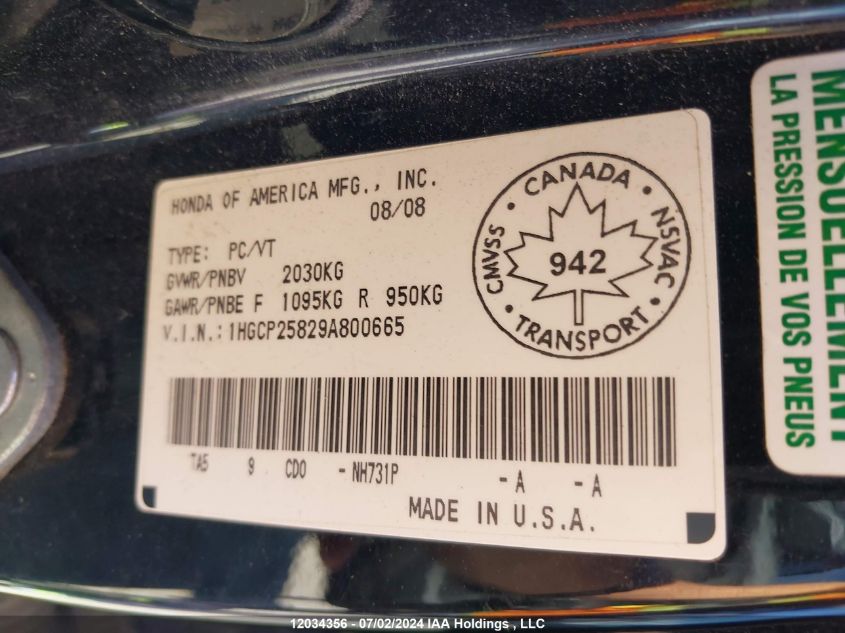 HONDA OF AMERICA MFG., INC.
08/08
TYPE: PC/VT
GVWR/PNBV 2030KG
GAWR/PNBE F 1095KG R 950KG
V.I.N.: 1HGCP25829A800665
CANADA
CMVSS
942
NSVAC
TRANSPORT
TA5 9 CD0 - NH731P - A - A
MADE IN U.S.A.
MENSUELLEMENT
LA PRESSION DE VOS PNEUS
12034356 - 07/02/2024 IAA Holdings , LLC